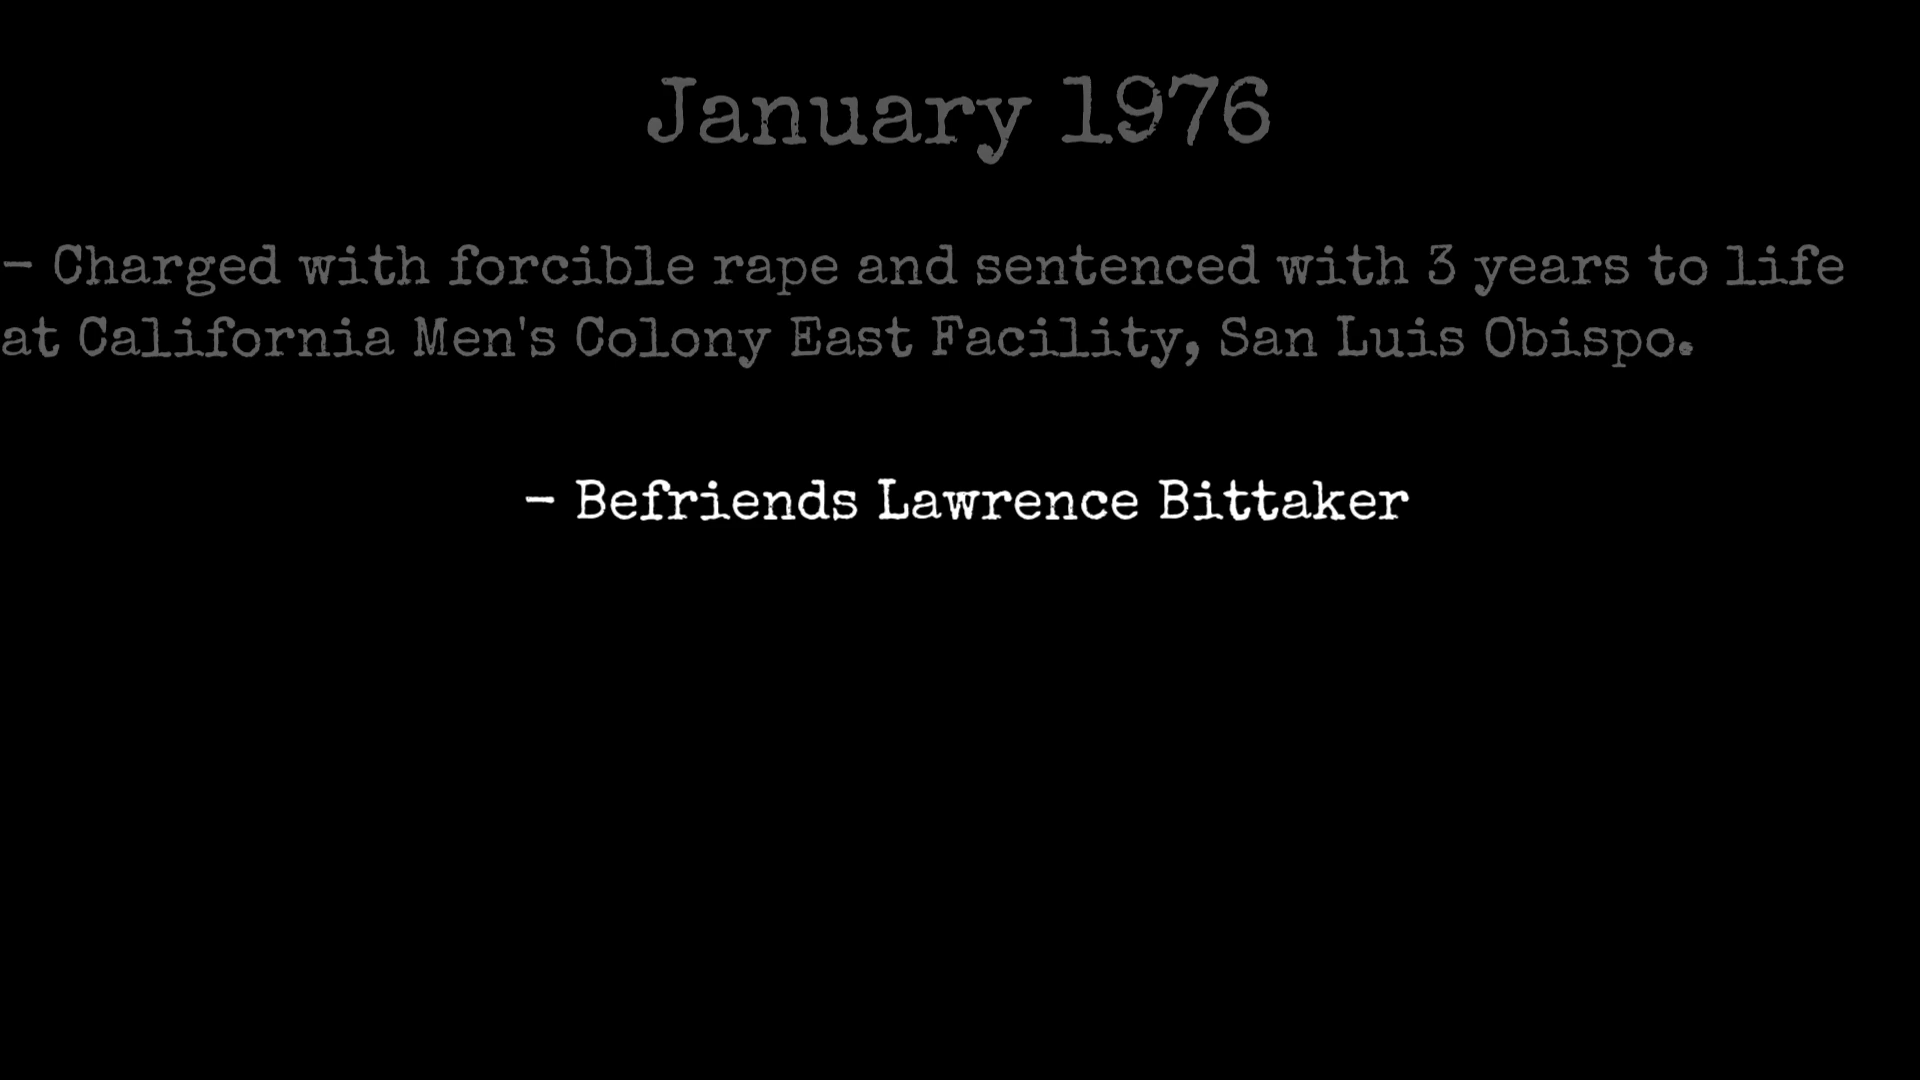 January 1976
- Charged with forcible rape and sentenced with 3 years to life
at California Men's Colony East Facility, San Luis Obispo.
- Befriends Lawrence Bittaker